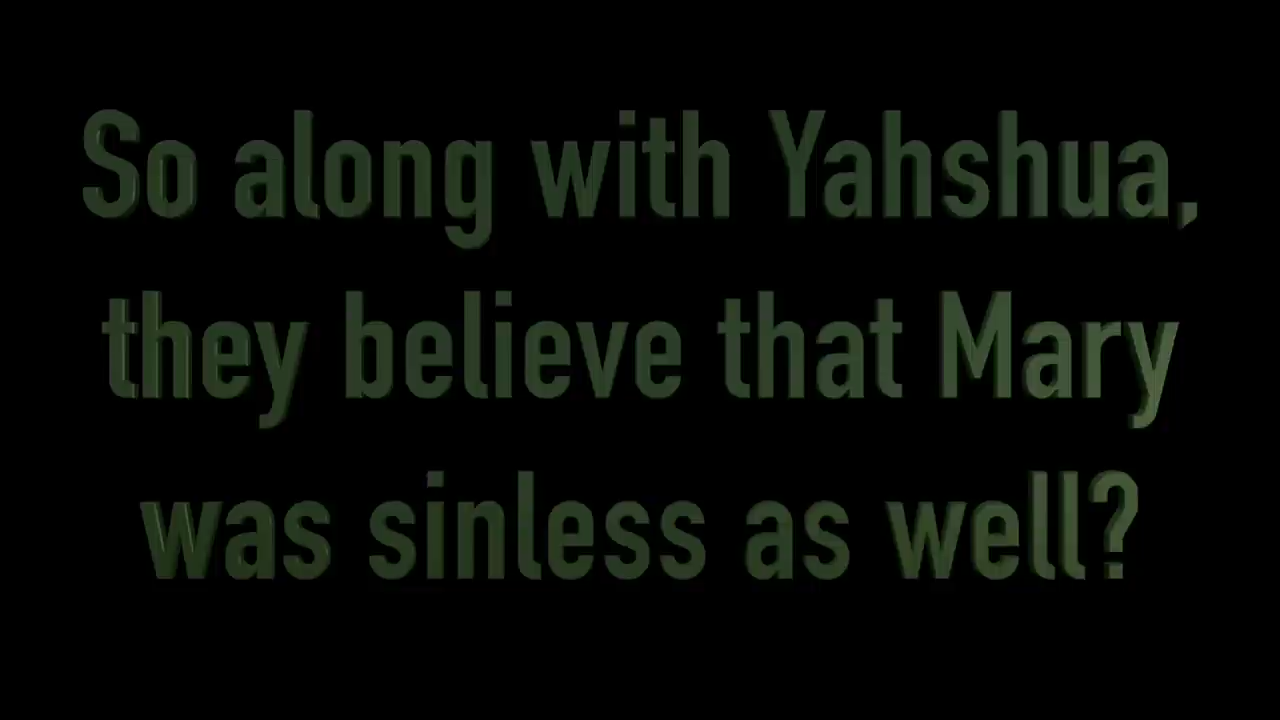 So along with Yahshua,
they believe that Mary
was sinless as well?